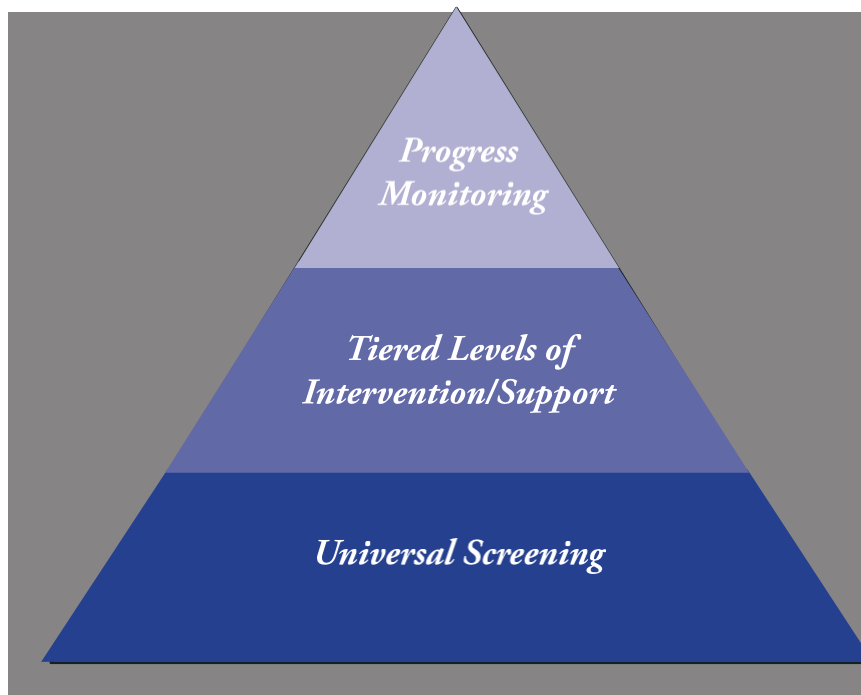 Progress
Monitoring
Tiered Levels of
Intervention/Support
Universal Screening